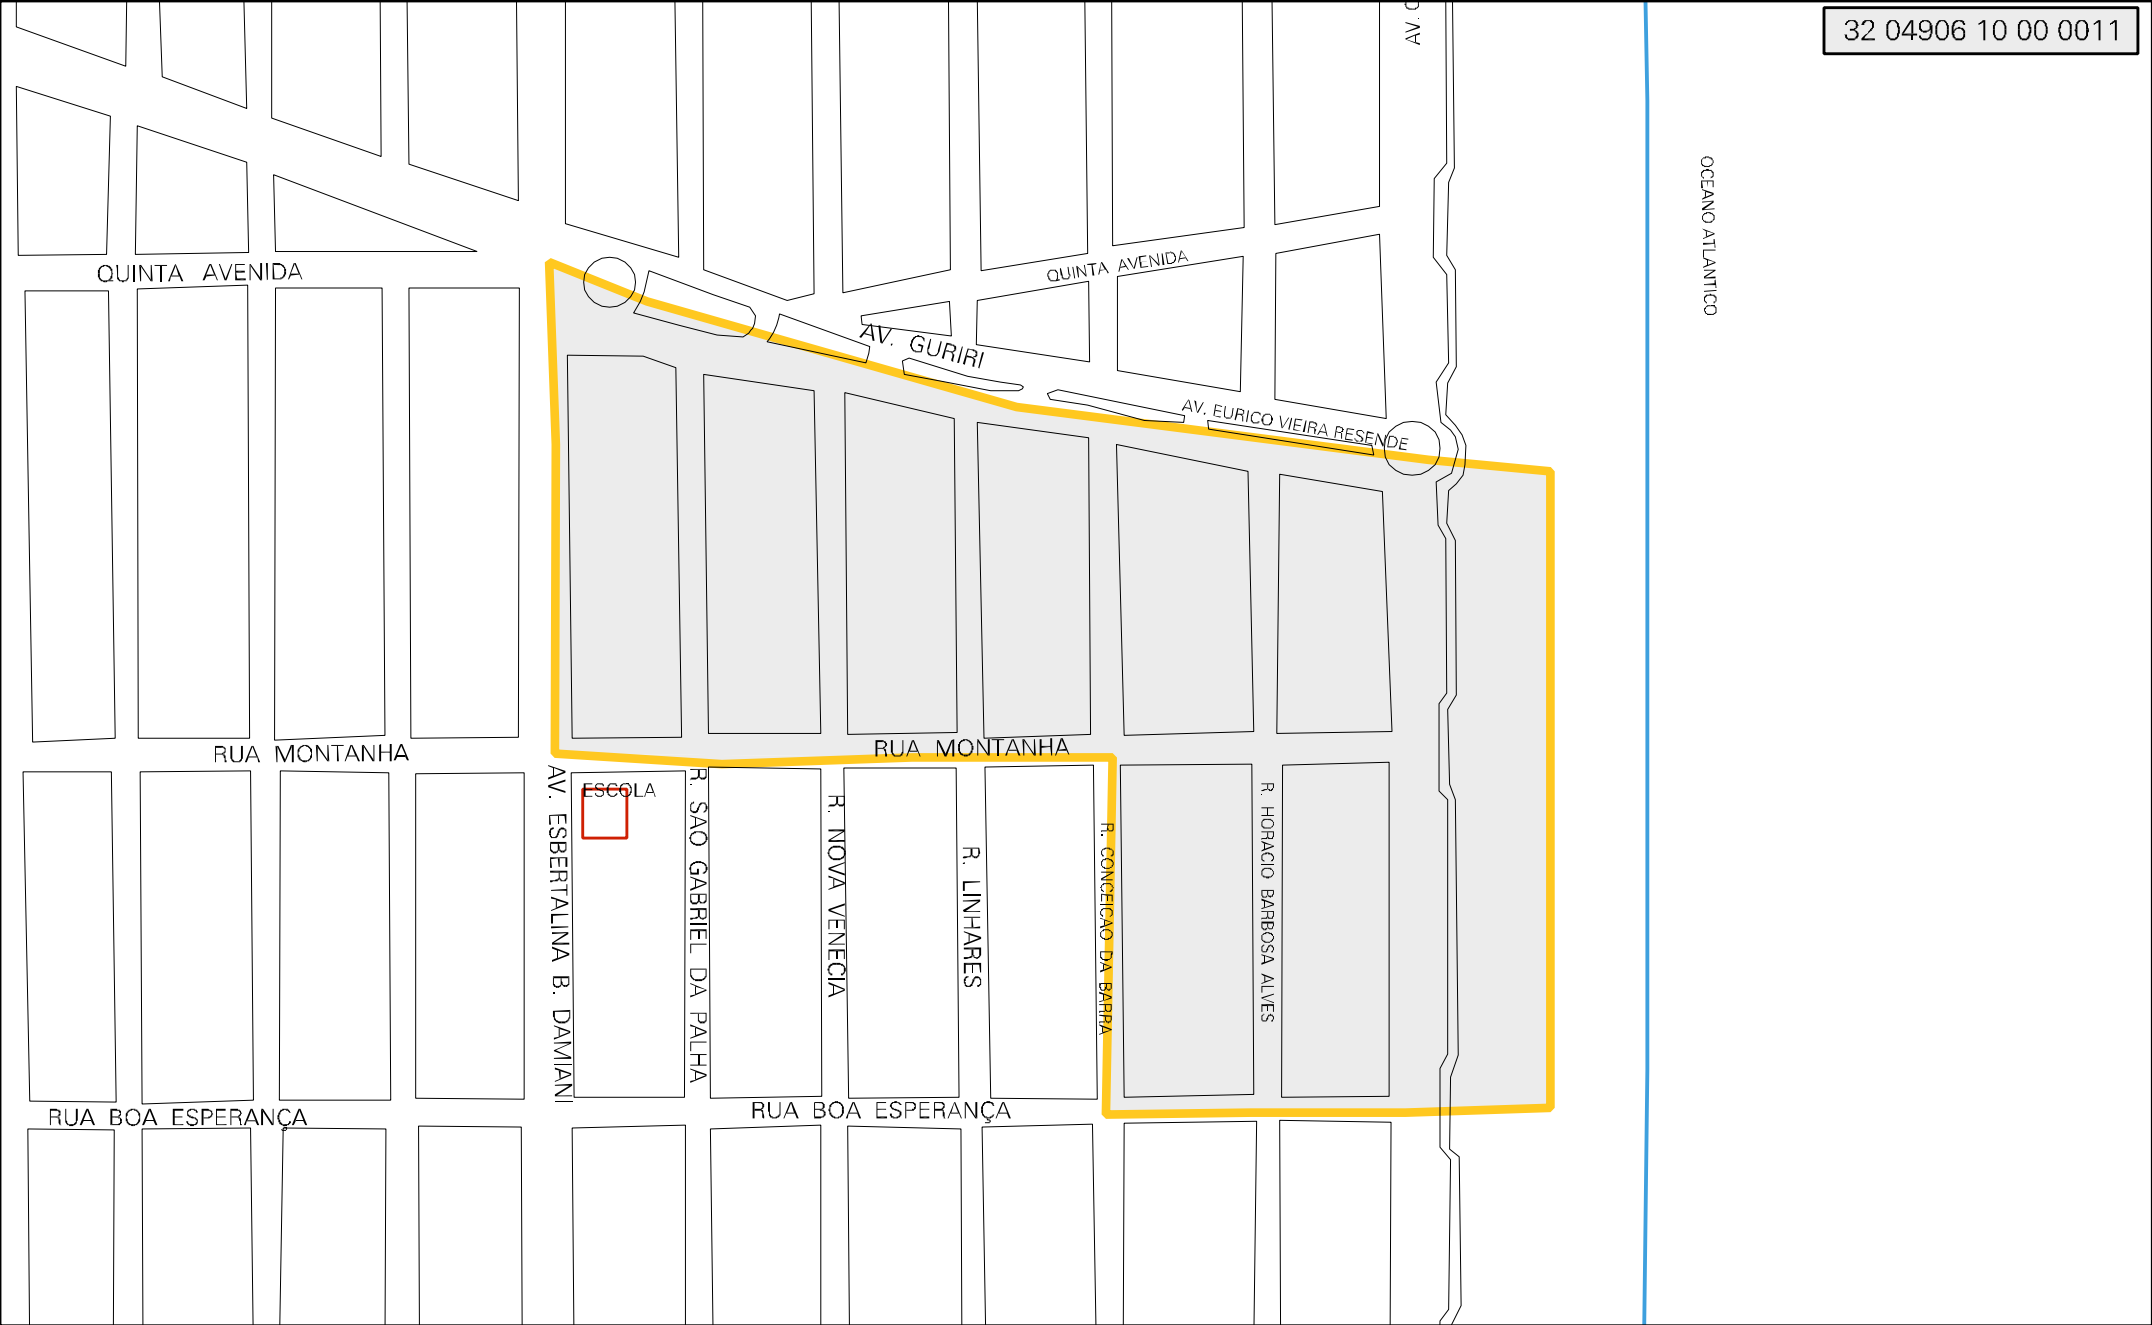 32 04906 10 00 0011
AV
OCEANO ATLANTICO
QUINTA AVENIDA
QUINTA AVENIDA
AV. GURIRI
AV. EURICO VIEIRA RESENDE
RUA MONTANHA
RUA MONTANHA
ESCOLA
AV. ESBERTALINA B. DAMIANI
R. SAO GABRIEL DA PALHA
R. NOVA VENECIA
R. LINHARES
R. CONCEICAO DA BARRA
R. HORACIO BARBOSA ALVES
RUA BOA ESPERANÇA
RUA BOA ESPERANÇA